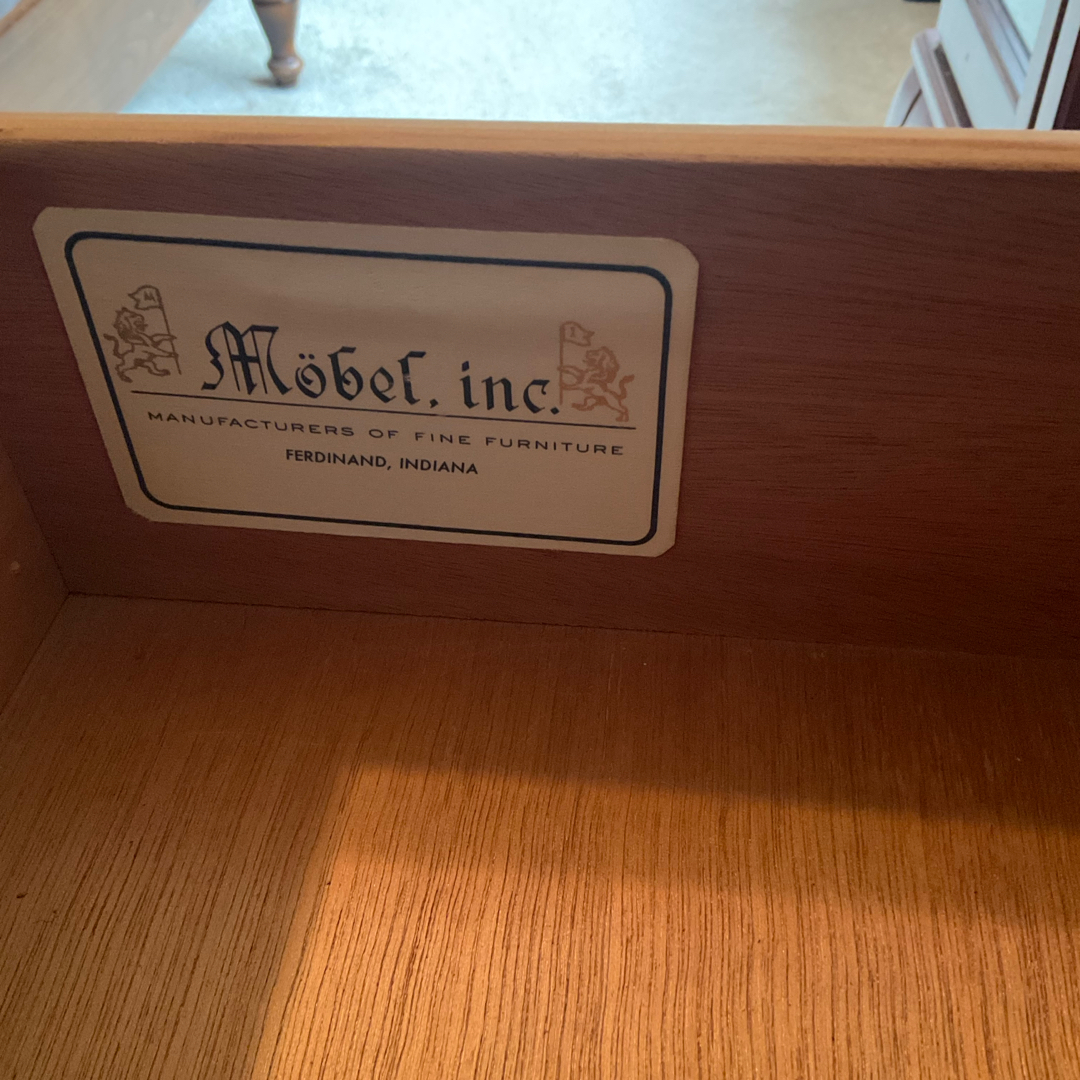 Möbel, inc.
MANUFACTURERS OF FINE FURNITURE
FERDINAND, INDIANA